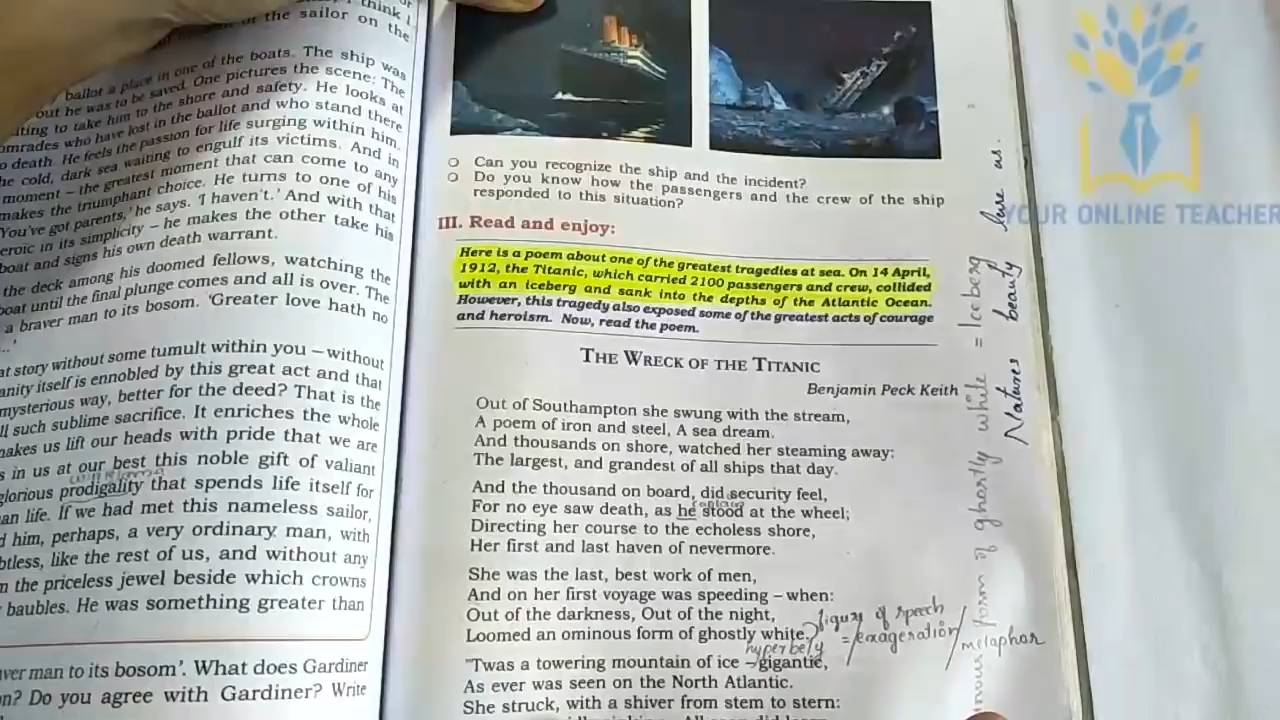 think I
of the sailor on the
ballot a place in one of the boats. The ship was
out he was to be saved. One pictures the scene: The
iting to take him to the shore and safety. He looks at
omrades who have lost in the ballot and who stand there
o death. He feels the passion for life surging within him.
he cold, dark sea waiting to engulf its victims. And in
moment – the greatest moment that can come to any
makes the triumphant choice. He turns to one of his
'You've got parents,' he says. 'I haven't.' And with that
eroic in its simplicity – he makes the other take his
boat and signs his own death warrant.
the deck among his doomed fellows, watching the
boat until the final plunge comes and all is over. The
a braver man to its bosom. 'Greater love hath no
...'
at story without some tumult within you – without
anity itself is ennobled by this great act and that
mysterious way, better for the deed? That is the
ll such sublime sacrifice. It enriches the whole
makes us lift our heads with pride that we are
s in us at our best this noble gift of valiant
glorious prodigality that spends life itself for
an life. If we had met this nameless sailor,
d him, perhaps, a very ordinary man, with
btless, like the rest of us, and without any
n the priceless jewel beside which crowns
baubles. He was something greater than
ver man to its bosom'. What does Gardiner
n? Do you agree with Gardiner? Write
Can you recognize the ship and the incident?
Do you know how the passengers and the crew of the ship
responded to this situation?
III. Read and enjoy:
Here is a poem about one of the greatest tragedies at sea. On 14 April,
1912, the Titanic, which carried 2100 passengers and crew, collided
with an iceberg and sank into the depths of the Atlantic Ocean.
However, this tragedy also exposed some of the greatest acts of courage
and heroism. Now, read the poem.
THE WRECK OF THE TITANIC
Benjamin Peck Keith
Out of Southampton she swung with the stream,
A poem of iron and steel, A sea dream.
And thousands on shore, watched her steaming away:
The largest, and grandest of all ships that day.
And the thousand on board, did security feel,
captain
For no eye saw death, as he stood at the wheel;
Directing her course to the echoless shore,
Her first and last haven of nevermore.
She was the last, best work of men,
And on her first voyage was speeding – when:
Out of the darkness, Out of the night,
Loomed an ominous form of ghostly white,
figure of speech
= exageration/
metaphor
hyperbely
"Twas a towering mountain of ice – gigantic,
As ever was seen on the North Atlantic.
She struck, with a shiver from stem to stern:
inous form of ghostly white = Iceberg
Natures beauty lure us.
YOUR ONLINE TEACHER